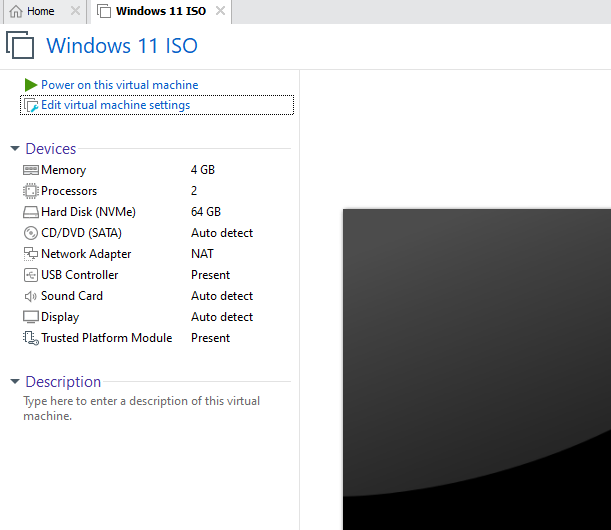 Home
Windows 11 ISO
Windows 11 ISO
Power on this virtual machine
Edit virtual machine settings
Devices
Memory 4 GB
Processors 2
Hard Disk (NVMe) 64 GB
CD/DVD (SATA) Auto detect
Network Adapter NAT
USB Controller Present
Sound Card Auto detect
Display Auto detect
Trusted Platform Module Present
Description
Type here to enter a description of this virtual
machine.